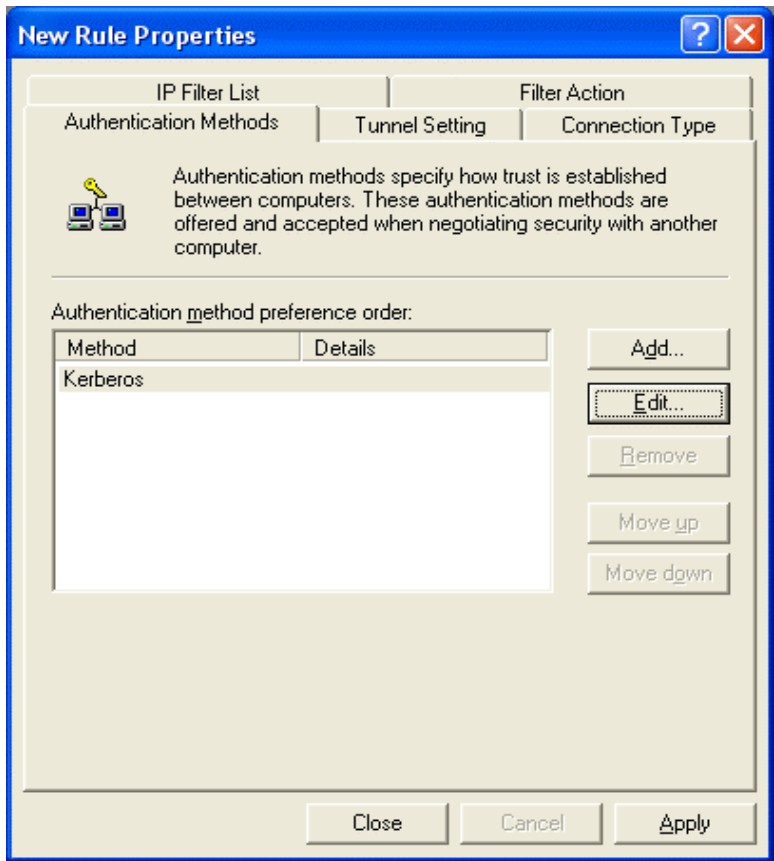 New Rule Properties
?
IP Filter List
Filter Action
Authentication Methods
Tunnel Setting
Connection Type
Authentication methods specify how trust is established
between computers. These authentication methods are
offered and accepted when negotiating security with another
computer.
Authentication method preference order:
Method
Details
Add...
Kerberos
Edit...
Remove
Move up
Move down
Close
Cancel
Apply